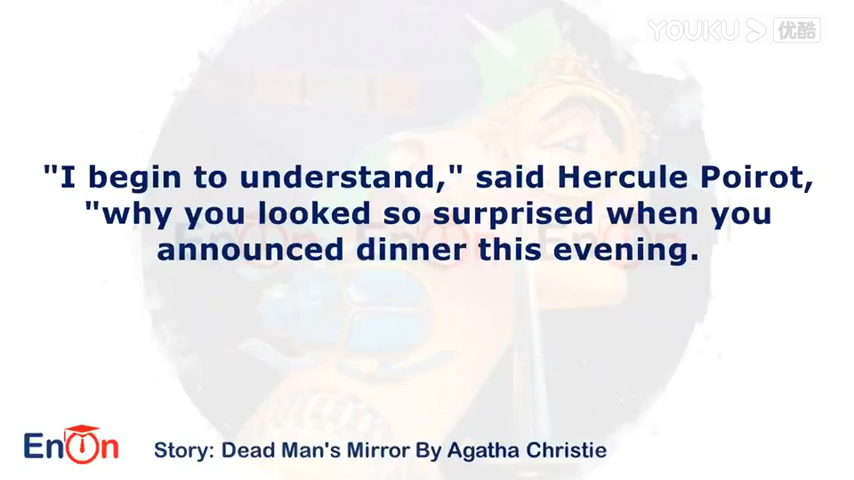 YOUKU 优酷
"I begin to understand," said Hercule Poirot,
"why you looked so surprised when you
announced dinner this evening.
EnOn
Story: Dead Man's Mirror By Agatha Christie